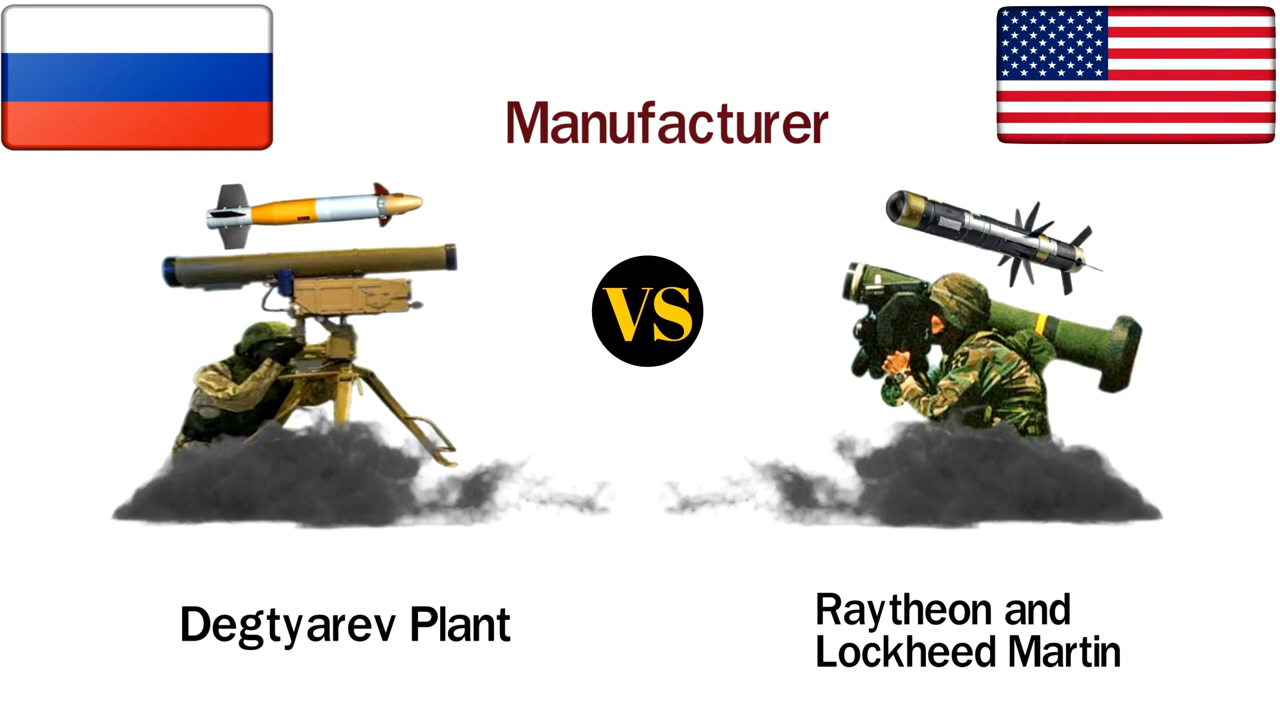 Manufacturer
VS
Degtyarev Plant
Raytheon and
Lockheed Martin